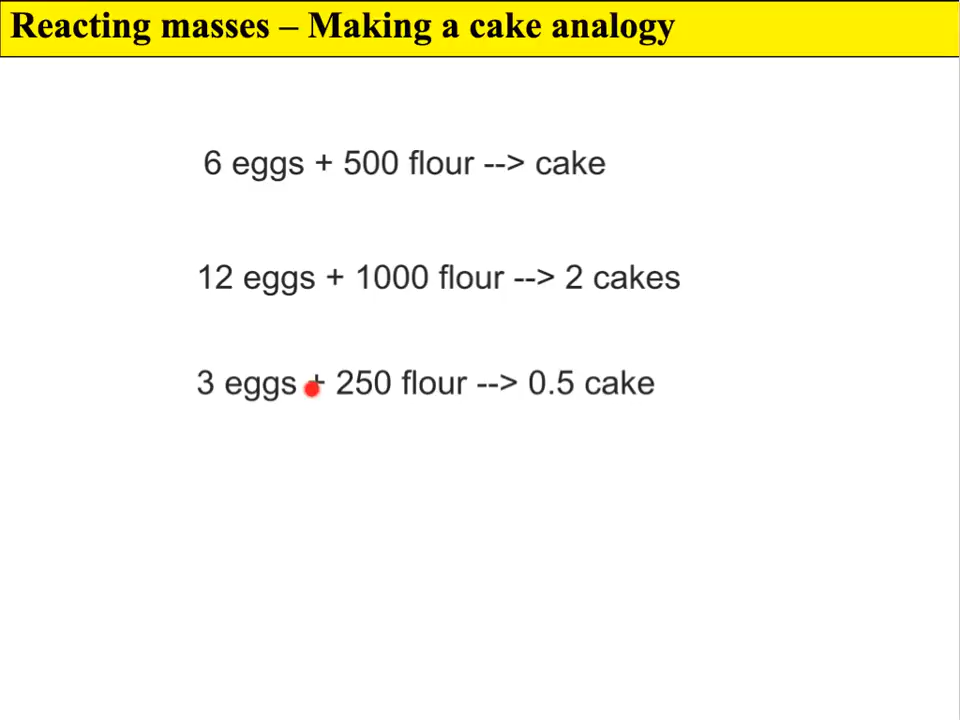 Reacting masses – Making a cake analogy
6 eggs + 500 flour --> cake
12 eggs + 1000 flour --> 2 cakes
3 eggs + 250 flour --> 0.5 cake